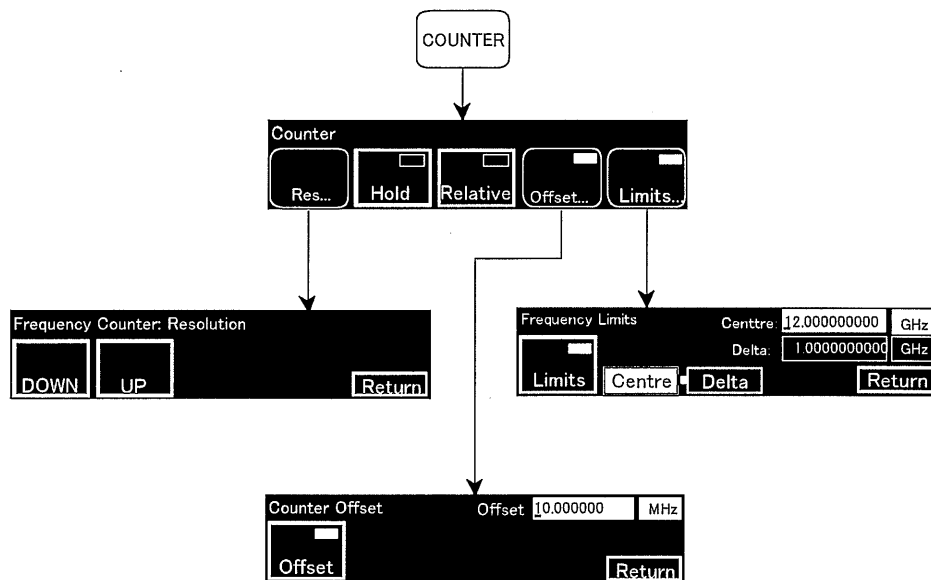 COUNTER
Counter
Res... Hold Relative Offset... Limits...
Frequency Counter: Resolution
DOWN UP Return
Frequency Limits Centtre: 12.000000000 GHz
Delta: 1.0000000000 GHz
Limits Centre Delta Return
Counter Offset Offset 10.000000 MHz
Offset Return